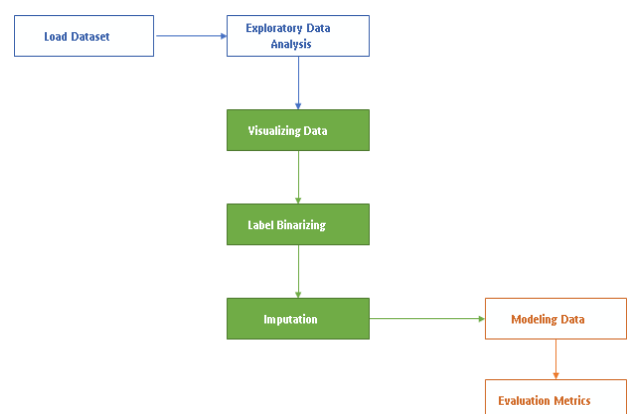 Load Dataset
Exploratory Data
Analysis
Visualizing Data
Label Binarizing
Imputation
Modeling Data
Evaluation Metrics